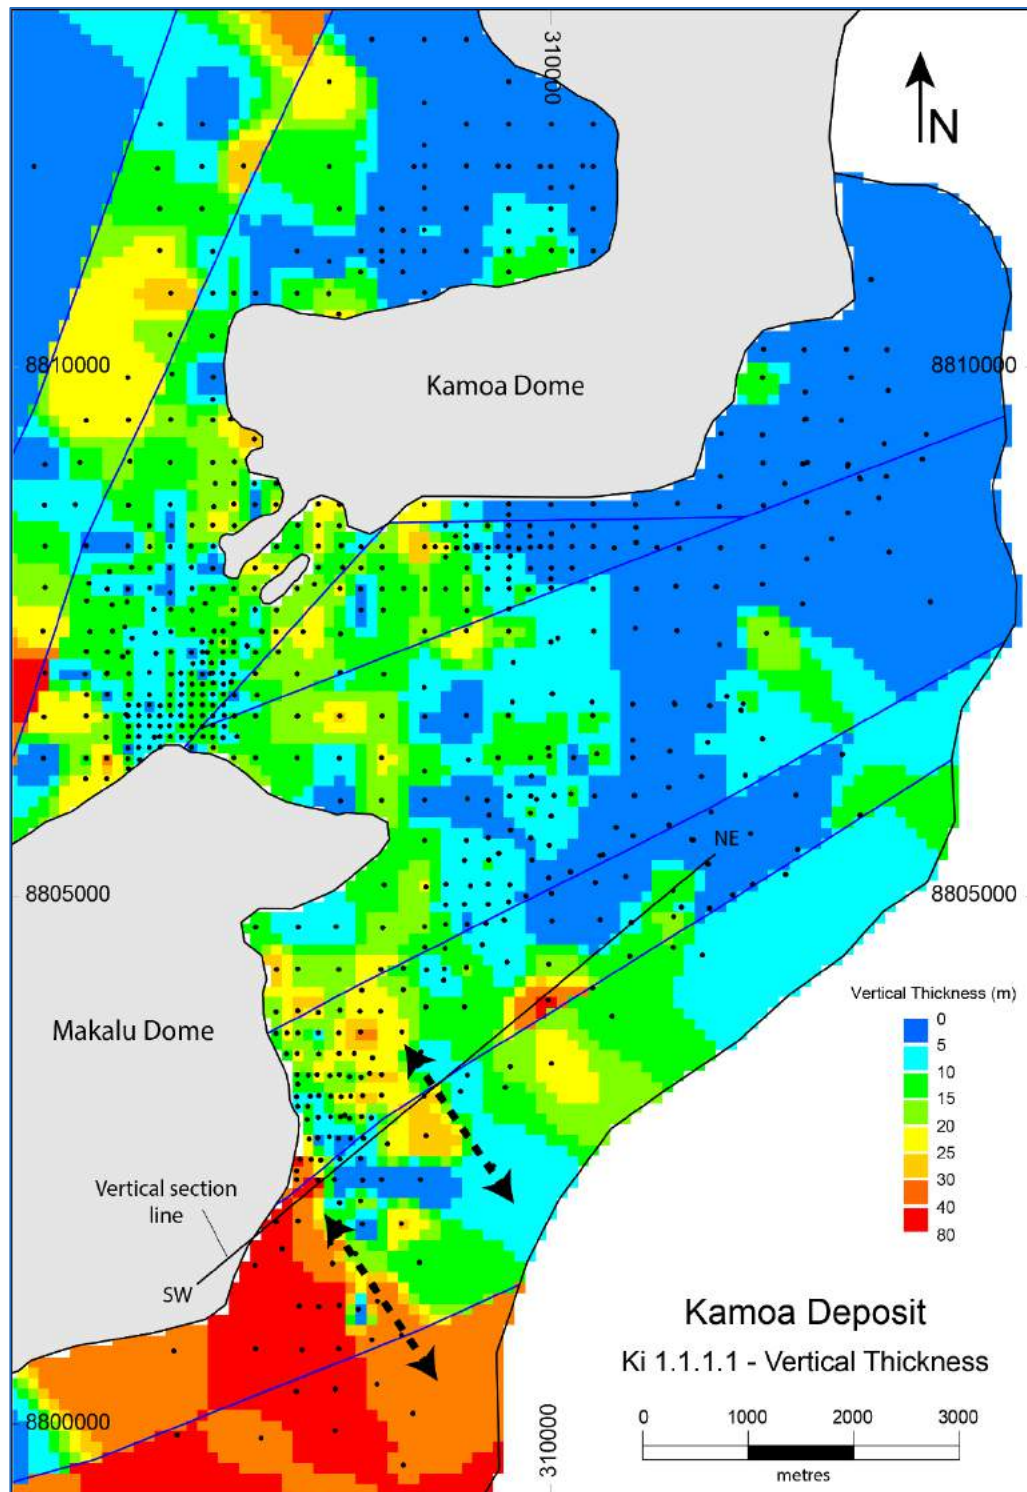 310000
N
8810000
8810000
Kamoa Dome
NE
8805000
8805000
Vertical Thickness (m)
0
5
10
15
20
25
30
40
80
Makalu Dome
Vertical section
line
SW
Kamoa Deposit
Ki 1.1.1.1 - Vertical Thickness
8800000
310000
0 1000 2000 3000
metres